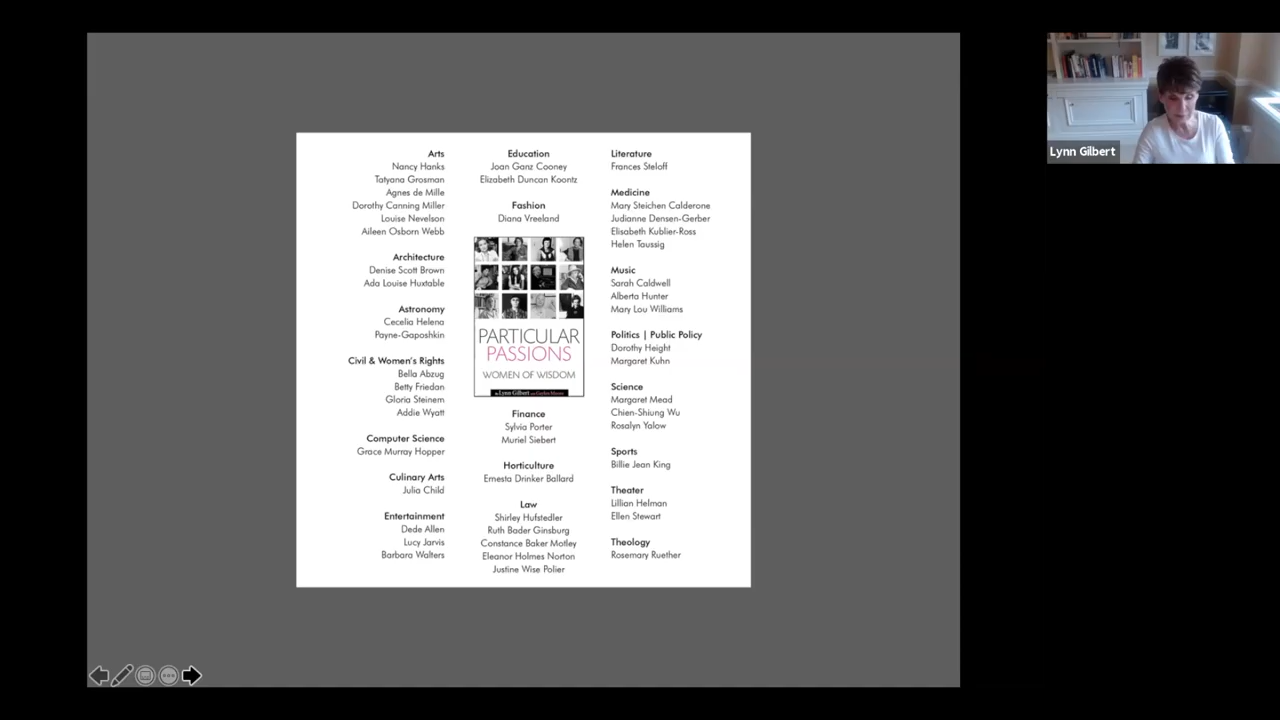 Arts
Nancy Hanks
Tatyana Grosman
Agnes de Mille
Dorothy Canning Miller
Louise Nevelson
Aileen Osborn Webb
Architecture
Denise Scott Brown
Ada Louise Huxtable
Astronomy
Cecelia Helena
Payne-Gaposhkin
Civil & Women's Rights
Bella Abzug
Betty Friedan
Gloria Steinem
Addie Wyatt
Computer Science
Grace Murray Hopper
Culinary Arts
Julia Child
Entertainment
Dede Allen
Lucy Jarvis
Barbara Walters
Education
Joan Ganz Cooney
Elizabeth Duncan Koontz
Fashion
Diana Vreeland
PARTICULAR
PASSIONS
WOMEN OF WISDOM
by Lynn Gilbert with Gaylen Moore
Finance
Sylvia Porter
Muriel Siebert
Horticulture
Ernesta Drinker Ballard
Law
Shirley Hufstedler
Ruth Bader Ginsburg
Constance Baker Motley
Eleanor Holmes Norton
Justine Wise Polier
Literature
Frances Steloff
Medicine
Mary Steichen Calderone
Judianne Densen-Gerber
Elisabeth Kublier-Ross
Helen Taussig
Music
Sarah Caldwell
Alberta Hunter
Mary Lou Williams
Politics | Public Policy
Dorothy Height
Margaret Kuhn
Science
Margaret Mead
Chien-Shiung Wu
Rosalyn Yalow
Sports
Billie Jean King
Theater
Lillian Helman
Ellen Stewart
Theology
Rosemary Ruether
Lynn Gilbert